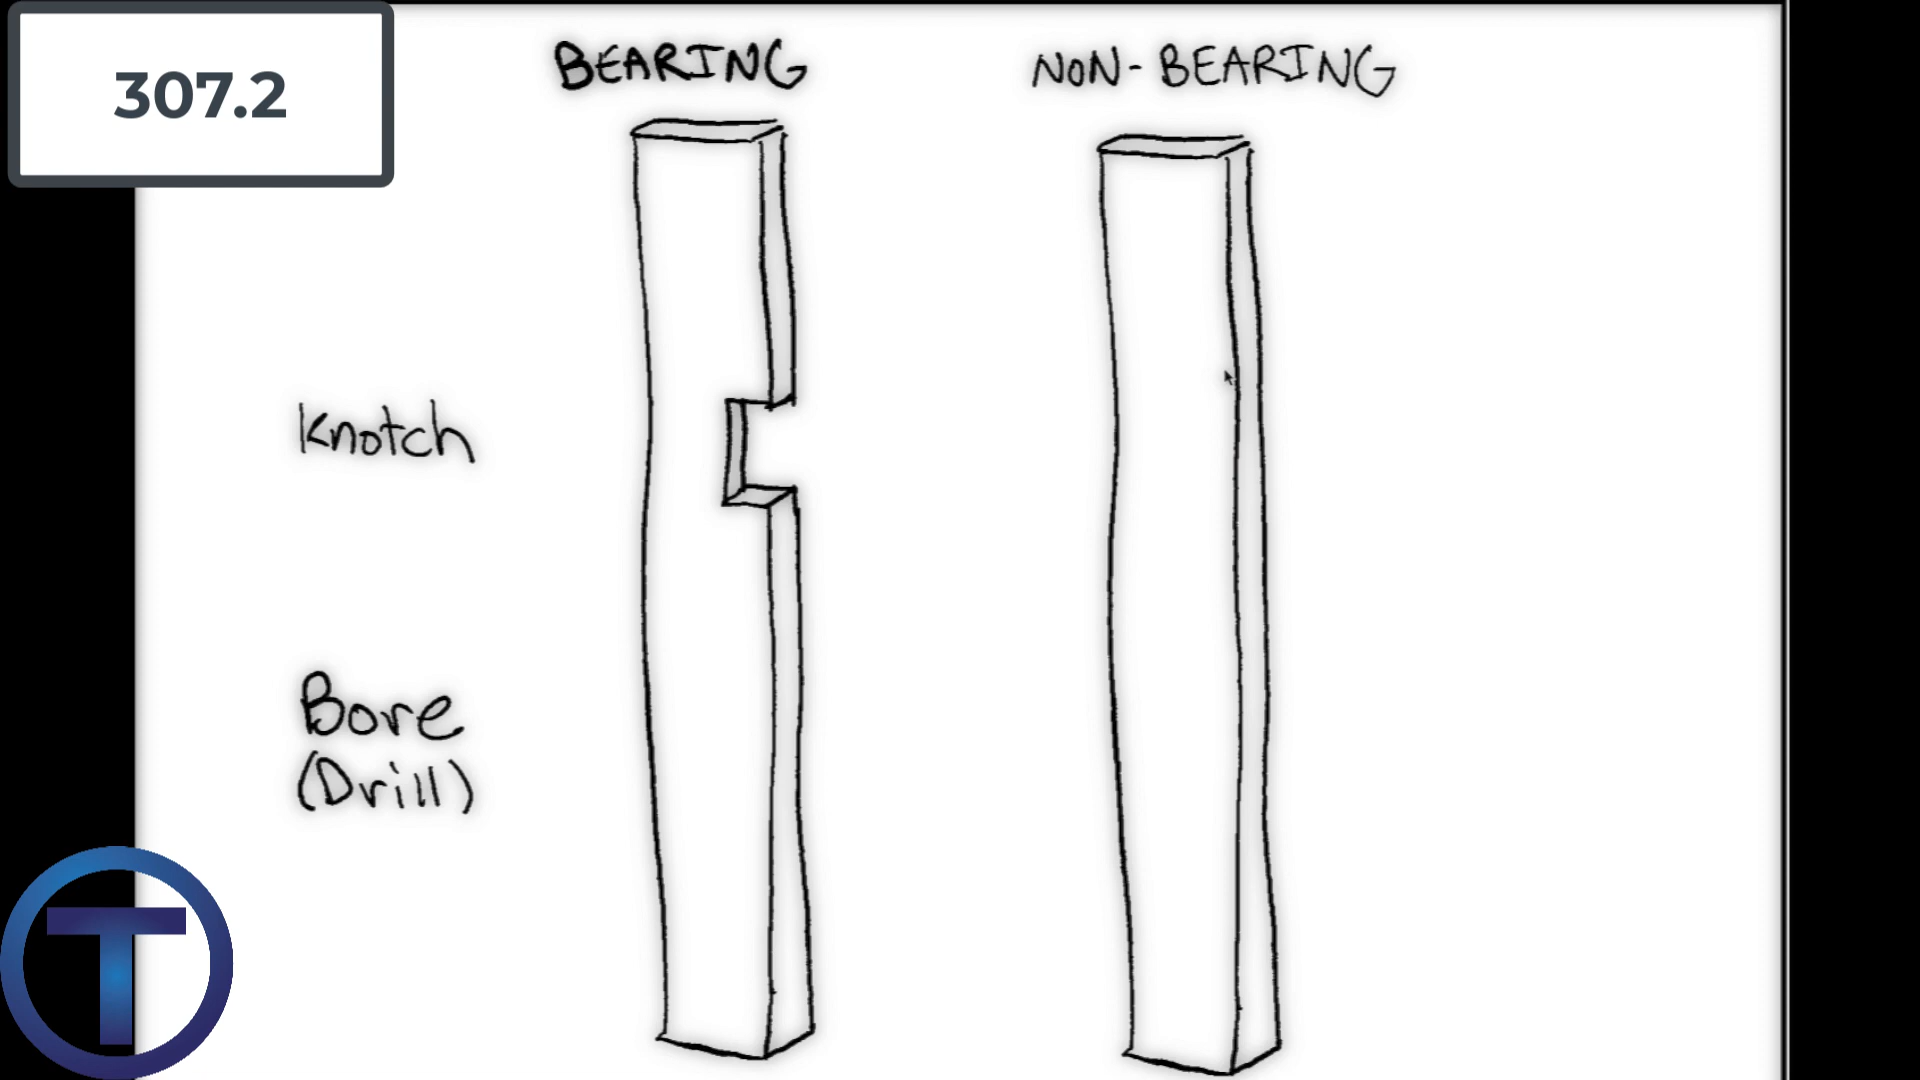 307.2
BEARING
NON-BEARING
Knotch
Bore
(Drill)
T